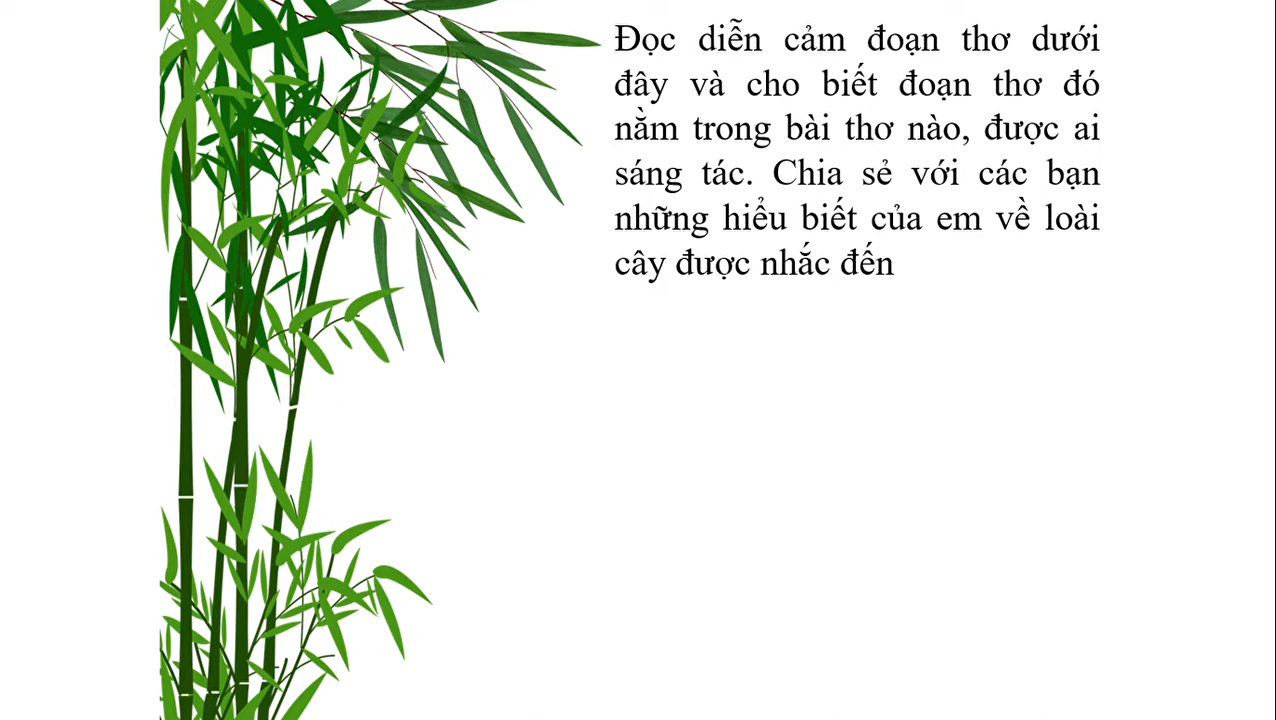 Đọc diễn cảm đoạn thơ dưới
đây và cho biết đoạn thơ đó
nằm trong bài thơ nào, được ai
sáng tác. Chia sẻ với các bạn
những hiểu biết của em về loài
cây được nhắc đến